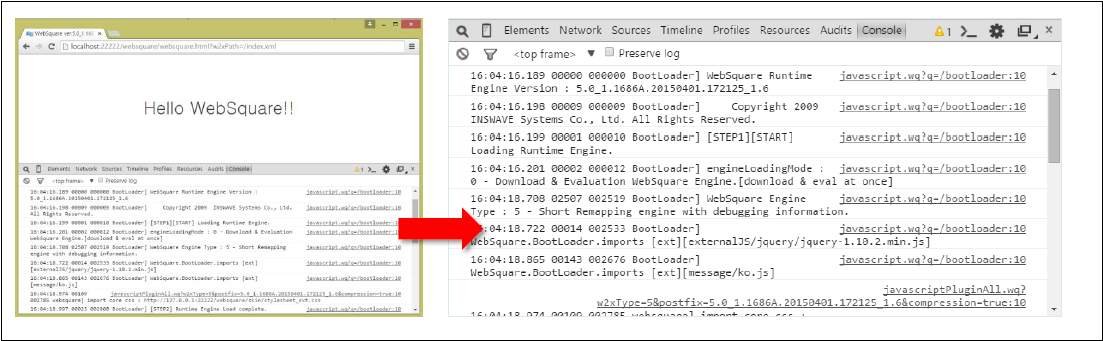 WebSquare ver.5.0_1.168
localhost:22222/websquare/websquare.html?w2xPath=/index.xml
Hello WebSquare!!
Elements Network Sources Timeline Profiles Resources Audits Console 1
<top frame> ▼ Preserve log
16:04:16.189 00000 000000 BootLoader] WebSquare Runtime Engine Version : javascript.wq?q=/bootloader:10
5.0_1.1686A.20150401.172125_1.6
16:04:16.198 00009 000009 BootLoader] Copyright 2009 INSWAVE Systems Co., Ltd. javascript.wq?q=/bootloader:10
All Rights Reserved.
16:04:16.199 00001 000010 BootLoader] [STEP1][START] Loading Runtime Engine. javascript.wq?q=/bootloader:10
16:04:16.201 00002 000012 BootLoader] engineLoadingMode : 0 - Download & Evaluation javascript.wq?q=/bootloader:10
WebSquare Engine.[download & eval at once]
16:04:18.708 02507 002519 BootLoader] WebSquare Engine Type : 5 - Short Remapping javascript.wq?q=/bootloader:10
engine with debugging information.
16:04:18.722 00014 002533 BootLoader] WebSquare.BootLoader.imports [ext] javascript.wq?q=/bootloader:10
[externalJS/jquery/jquery-1.10.2.min.js]
16:04:18.865 00143 002676 BootLoader] WebSquare.BootLoader.imports [ext] javascript.wq?q=/bootloader:10
[message/ko.js]
16:04:18.974 00109 javascriptPluginAll.wq?w2xType=5&postfix=5.0_1.1686A.20150401.172125_1.6&compression=true:10
002785 websquare] import core css : http://127.0.0.1:22222/websquare/skin/stylesheet_ext.css
16:04:18.997 00023 002808 BootLoader] [STEP2] Runtime Engine Load complete. javascript.wq?q=/bootloader:10
Elements Network Sources Timeline Profiles Resources Audits Console 1
<top frame> ▼ Preserve log
16:04:16.189 00000 000000 BootLoader] WebSquare Runtime javascript.wq?q=/bootloader:10
Engine Version : 5.0_1.1686A.20150401.172125_1.6
16:04:16.198 00009 000009 BootLoader] Copyright 2009 javascript.wq?q=/bootloader:10
INSWAVE Systems Co., Ltd. All Rights Reserved.
16:04:16.199 00001 000010 BootLoader] [STEP1][START] javascript.wq?q=/bootloader:10
Loading Runtime Engine.
16:04:16.201 00002 000012 BootLoader] engineLoadingMode : javascript.wq?q=/bootloader:10
0 - Download & Evaluation WebSquare Engine.[download & eval at once]
16:04:18.708 02507 002519 BootLoader] WebSquare Engine javascript.wq?q=/bootloader:10
Type : 5 - Short Remapping engine with debugging information.
:04:18.722 00014 002533 BootLoader] javascript.wq?q=/bootloader:10
WebSquare.BootLoader.imports [ext][externalJS/jquery/jquery-1.10.2.min.js]
16:04:18.865 00143 002676 BootLoader] javascript.wq?q=/bootloader:10
WebSquare.BootLoader.imports [ext][message/ko.js]
javascriptPluginAll.wq?
w2xType=5&postfix=5.0_1.1686A.20150401.172125_1.6&compression=true:10
16:04:18.974 00109 002785 websquare] import core css :